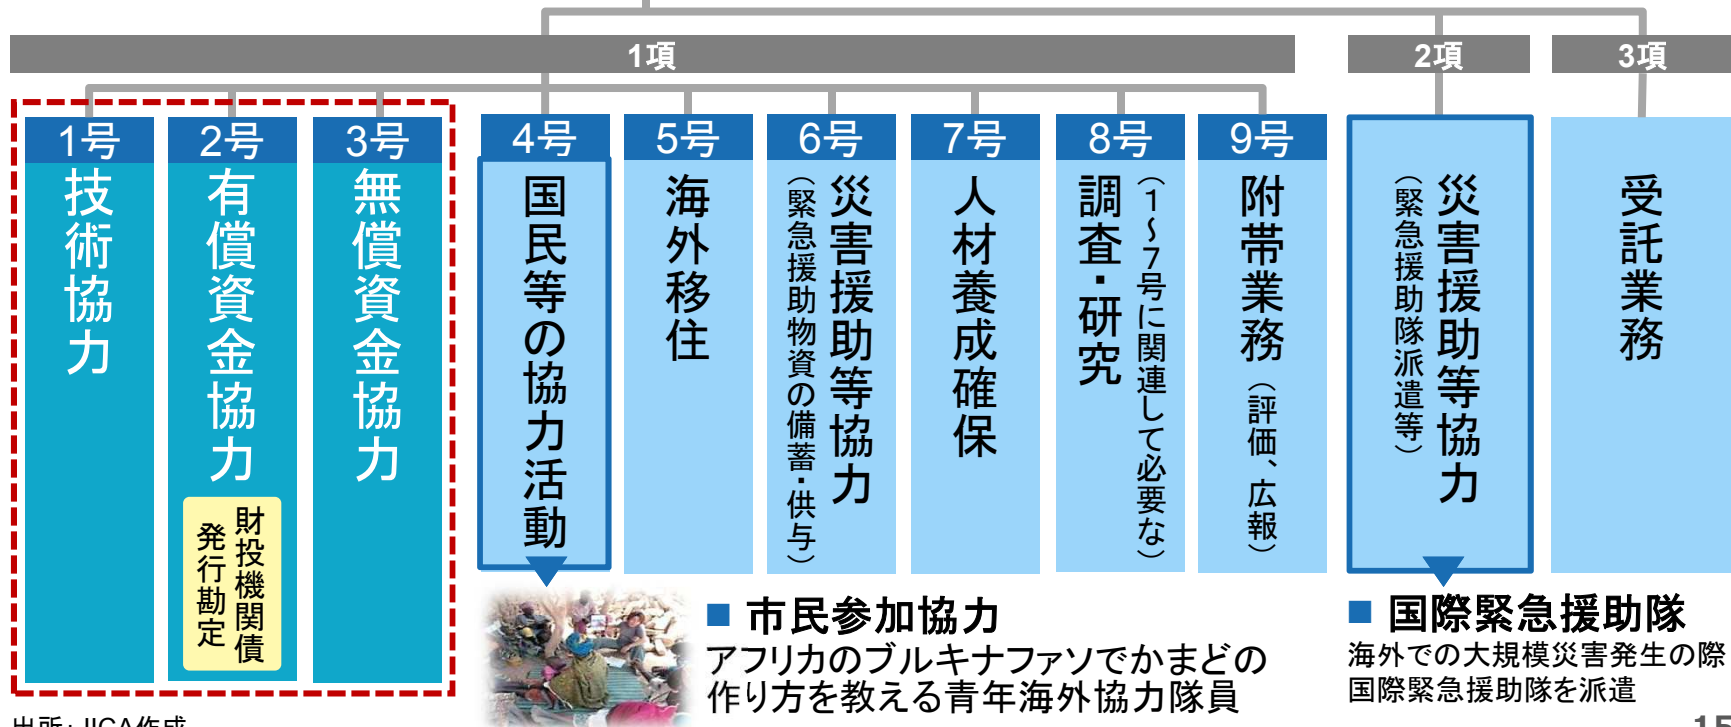 1項
2項
3項
1号
技術協力
2号
有償資金協力
財投機関債
発行勘定
3号
無償資金協力
4号
国民等の協力活動
5号
海外移住
6号
災害援助等協力
（緊急援助物資の備蓄・供与）
7号
人材養成確保
8号
（1～7号に関連して必要な）
調査・研究
9号
附帯業務（評価、広報）
災害援助等協力
（緊急援助隊派遣等）
受託業務
■ 市民参加協力
アフリカのブルキナファソでかまどの
作り方を教える青年海外協力隊員
■ 国際緊急援助隊
海外での大規模災害発生の際
国際緊急援助隊を派遣
出所：JICA作成
15